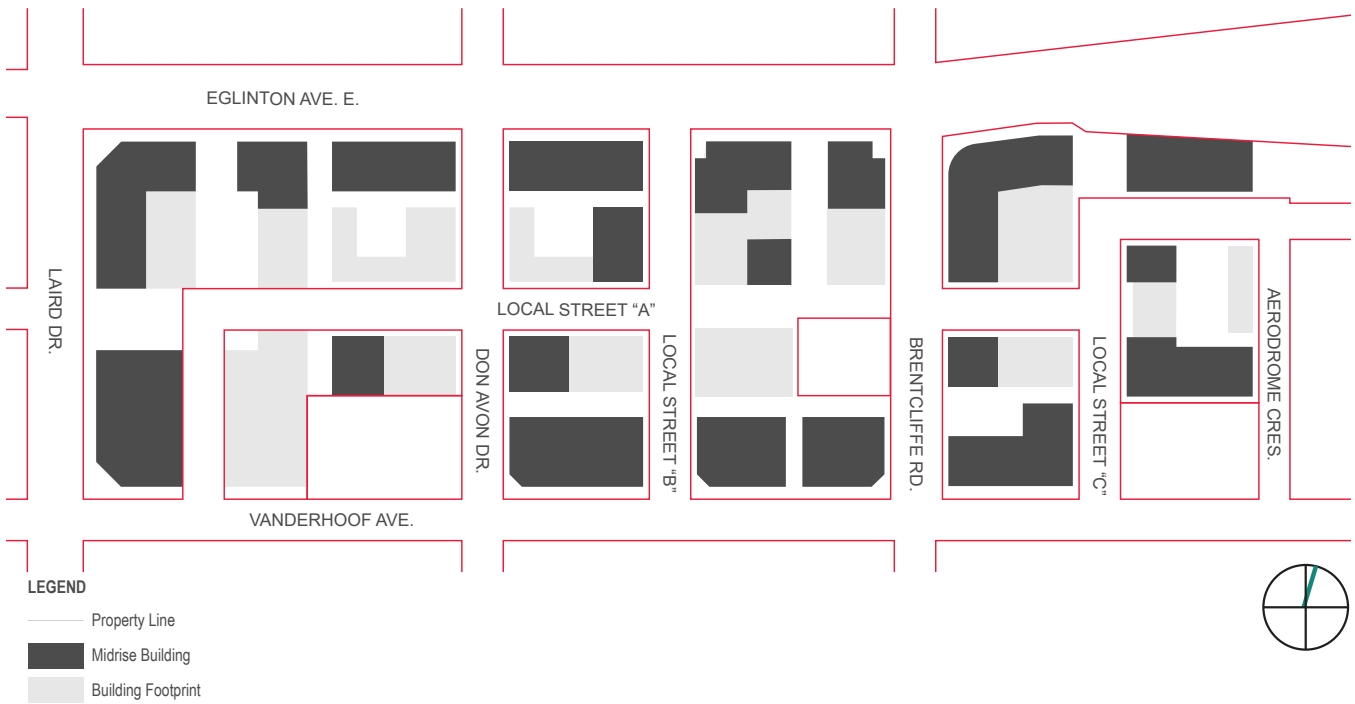 EGLINTON AVE. E.
LAIRD DR.
LOCAL STREET “A”
DON AVON DR.
LOCAL STREET “B”
BRENTCLIFFE RD.
LOCAL STREET “C”
AERODROME CRES.
VANDERHOOF AVE.
LEGEND
Property Line
Midrise Building
Building Footprint